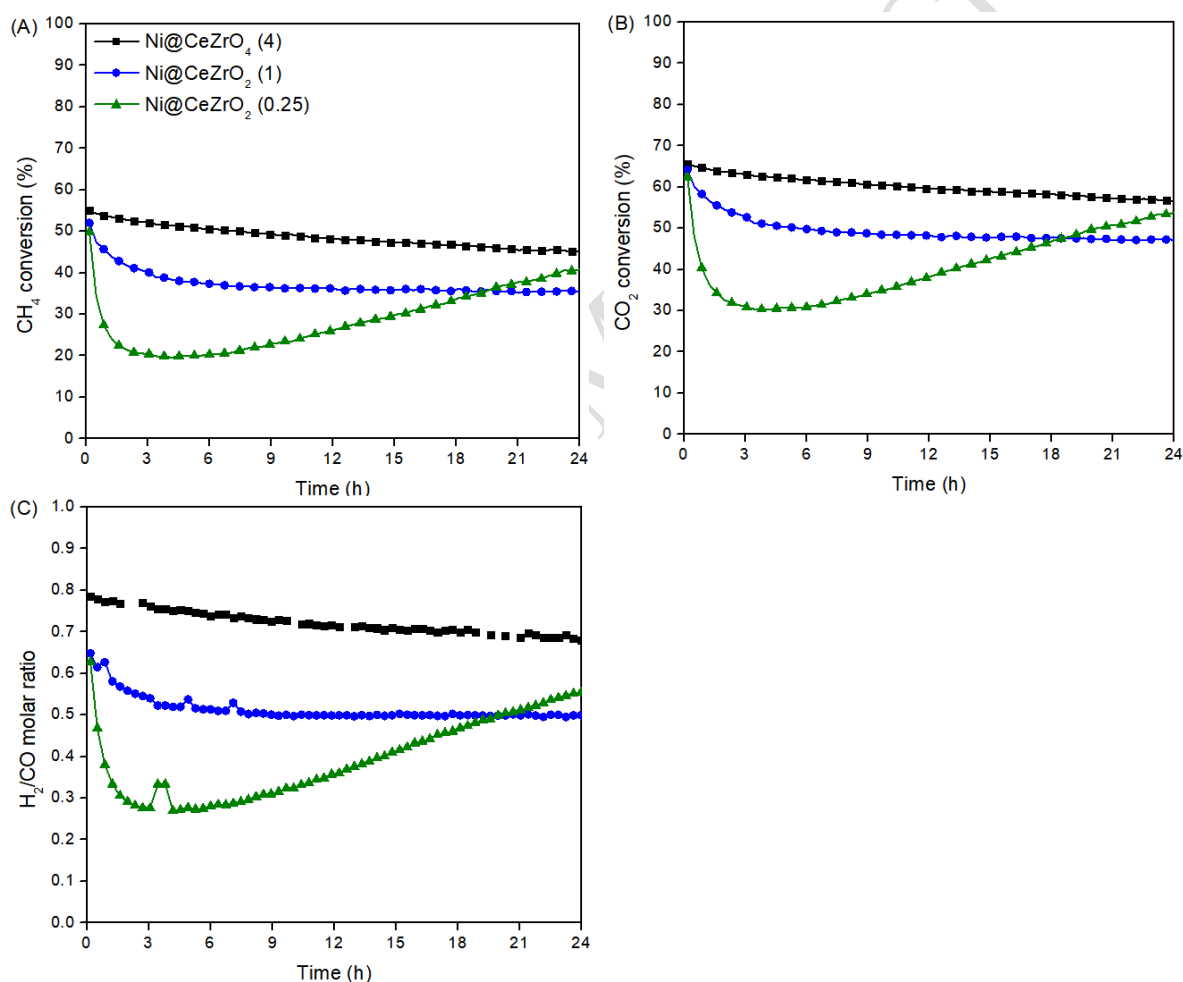 (A)
100
90
80
70
60
50
40
30
20
10
0
CH₄ conversion (%)
Ni@CeZrO₄ (4)
Ni@CeZrO₂ (1)
Ni@CeZrO₂ (0.25)
0 3 6 9 12 15 18 21 24
Time (h)
(B)
100
90
80
70
60
50
40
30
20
10
0
CO₂ conversion (%)
0 3 6 9 12 15 18 21 24
Time (h)
(C)
1.0
0.9
0.8
0.7
0.6
0.5
0.4
0.3
0.2
0.1
0.0
H₂/CO molar ratio
0 3 6 9 12 15 18 21 24
Time (h)